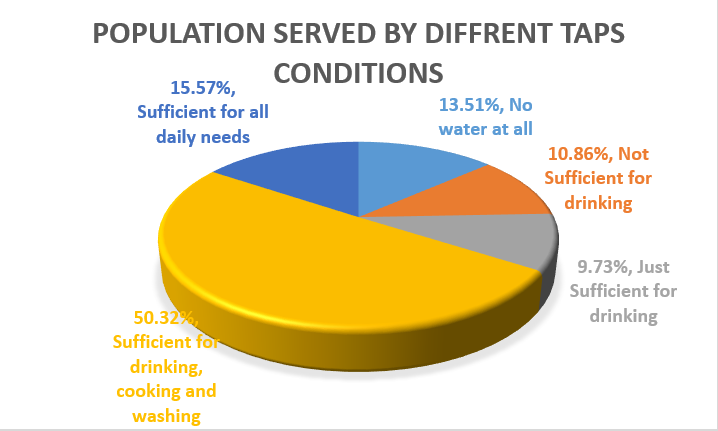 POPULATION SERVED BY DIFFRENT TAPS
CONDITIONS
15.57%,
Sufficient for all
daily needs
13.51%, No
water at all
10.86%, Not
Sufficient for
drinking
9.73%, Just
Sufficient for
drinking
50.32%,
Sufficient for
drinking,
cooking and
washing